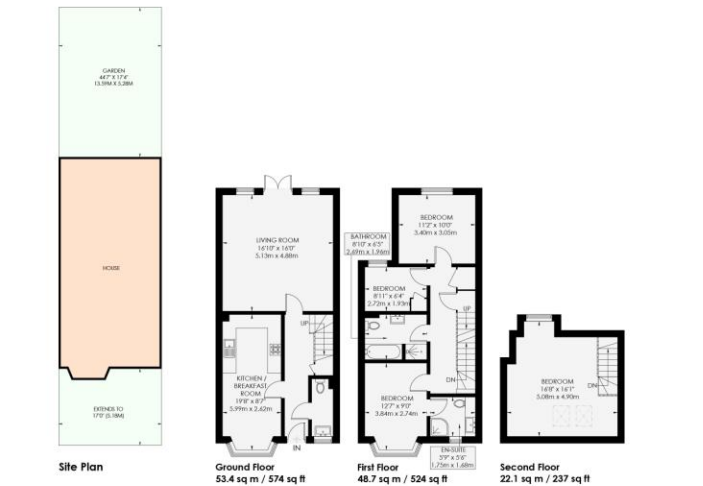 GARDEN
44'7" X 17'4"
13.59M X 5.28M
HOUSE
EXTENDS TO
17'0" (5.18M)
Site Plan
LIVING ROOM
16'10" x 16'0"
5.13m x 4.88m
UP
KITCHEN /
BREAKFAST
ROOM
19'8" x 8'7"
5.99m x 2.62m
IN
Ground Floor
53.4 sq m / 574 sq ft
BEDROOM
11'2" x 10'0"
3.40m x 3.05m
BATHROOM
8'10" x 6'5"
2.69m x 1.96m
BEDROOM
8'11" x 6'4"
2.72m x 1.93m
UP
DN
BEDROOM
12'7" x 9'0"
3.84m x 2.74m
EN-SUITE
5'9" x 5'6"
1.75m x 1.68m
First Floor
48.7 sq m / 524 sq ft
BEDROOM
16'8" x 16'1"
5.08m x 4.90m
DN
Second Floor
22.1 sq m / 237 sq ft